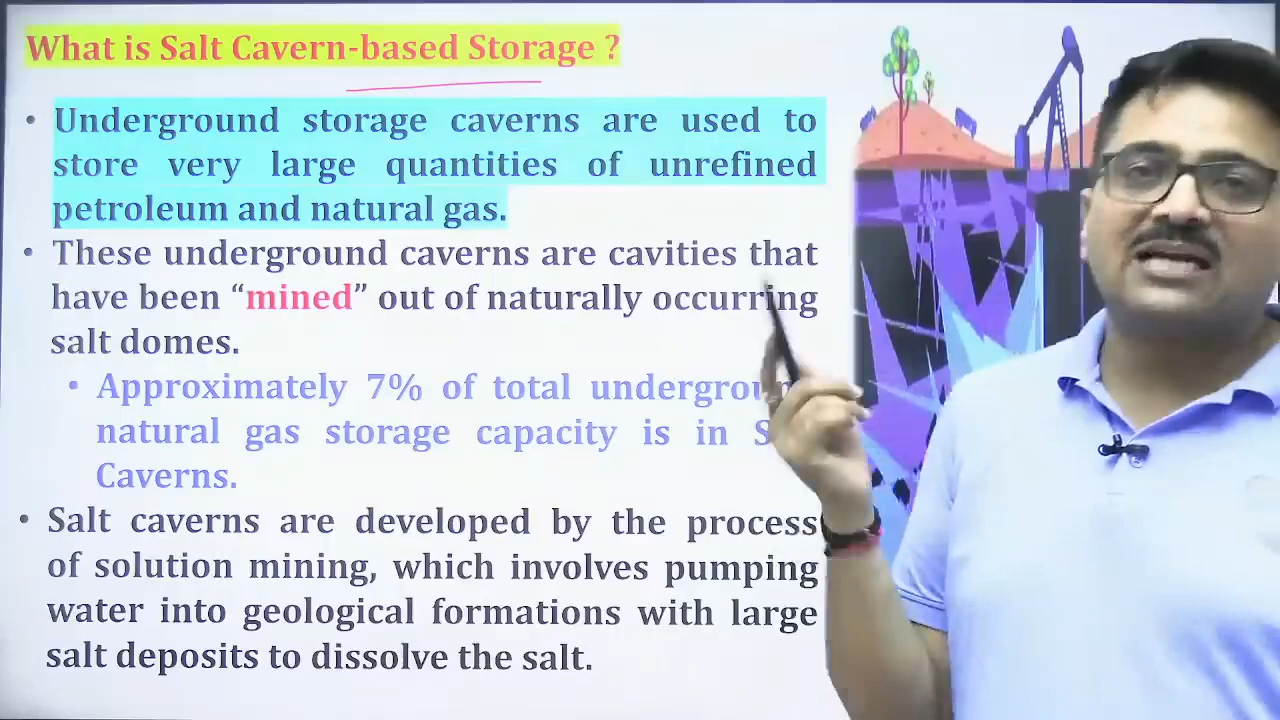 What is Salt Cavern-based Storage ?
• Underground storage caverns are used to
store very large quantities of unrefined
petroleum and natural gas.
• These underground caverns are cavities that
have been “mined” out of naturally occurring
salt domes.
• Approximately 7% of total
natural gas storage capacity is in
Caverns.
• Salt caverns are developed by the process
of solution mining, which involves pumping
water into geological formations with large
salt deposits to dissolve the salt.